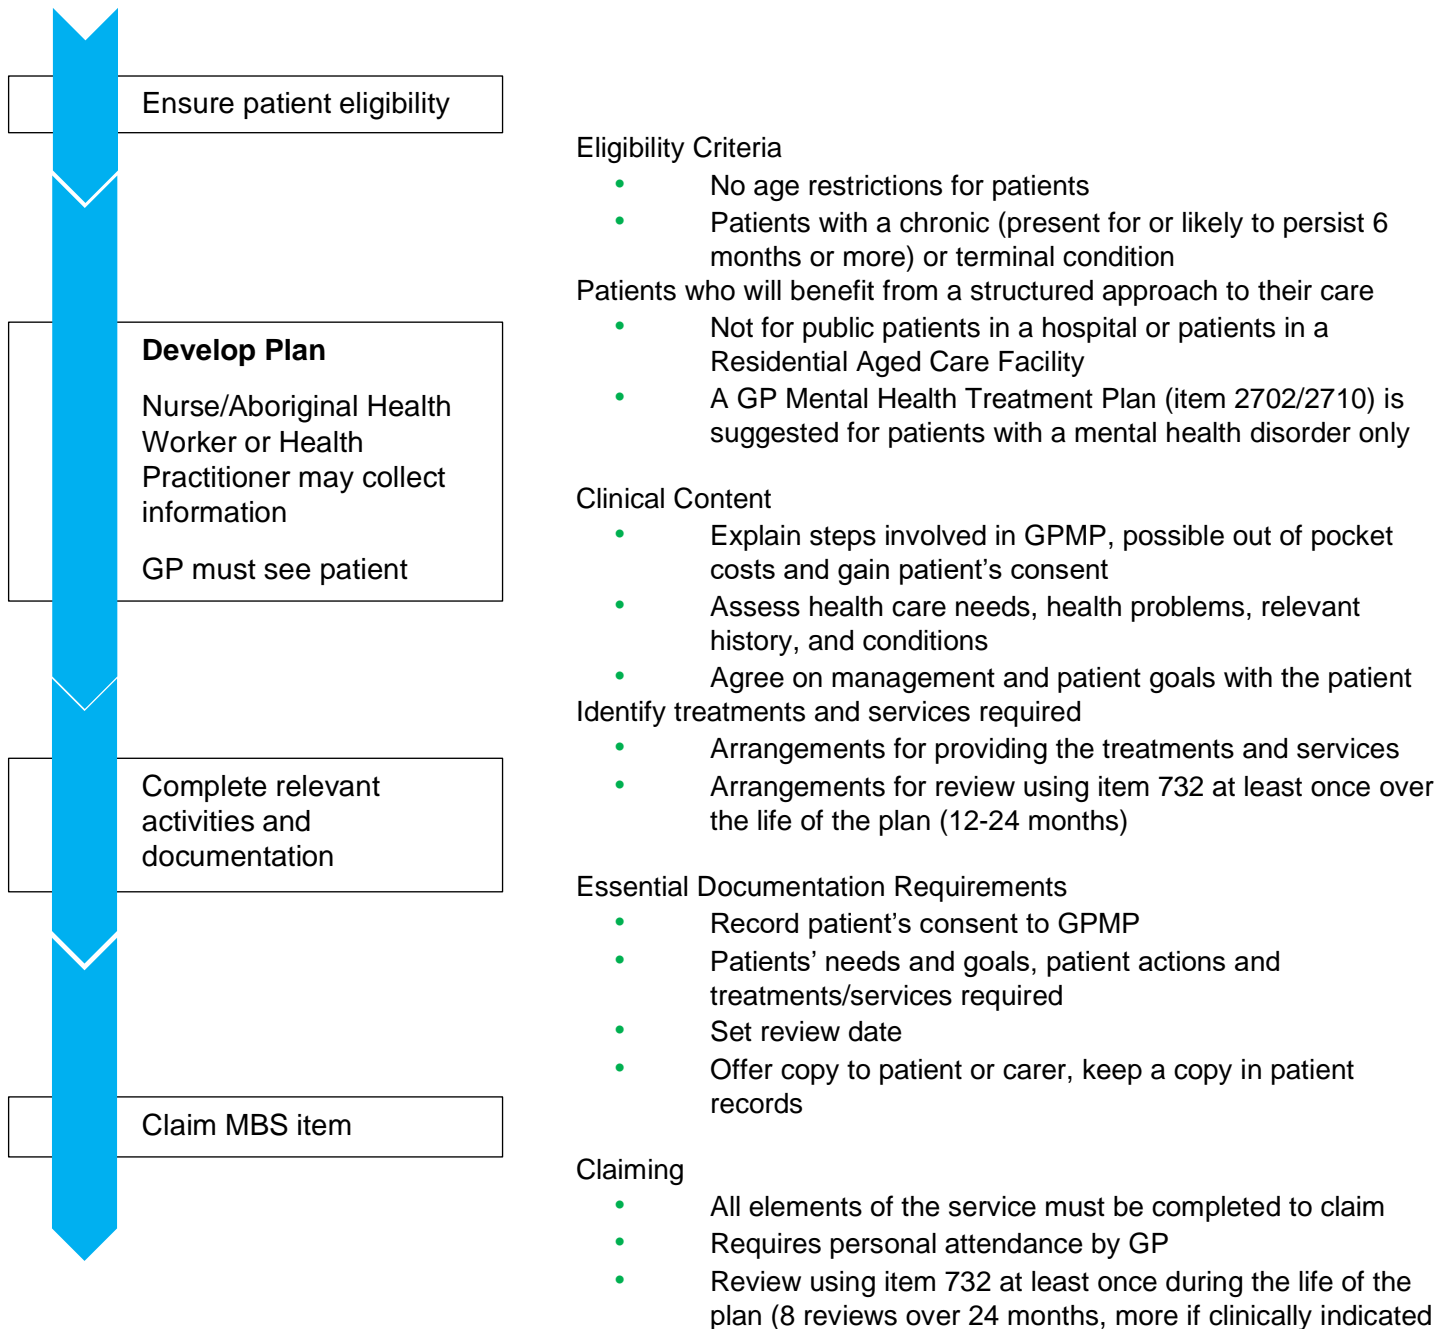 Ensure patient eligibility
Develop Plan
Nurse/Aboriginal Health
Worker or Health
Practitioner may collect
information
GP must see patient
Complete relevant
activities and
documentation
Claim MBS item
Eligibility Criteria
• No age restrictions for patients
• Patients with a chronic (present for or likely to persist 6
months or more) or terminal condition
Patients who will benefit from a structured approach to their care
• Not for public patients in a hospital or patients in a
Residential Aged Care Facility
• A GP Mental Health Treatment Plan (item 2702/2710) is
suggested for patients with a mental health disorder only
Clinical Content
• Explain steps involved in GPMP, possible out of pocket
costs and gain patient’s consent
• Assess health care needs, health problems, relevant
history, and conditions
• Agree on management and patient goals with the patient
Identify treatments and services required
• Arrangements for providing the treatments and services
• Arrangements for review using item 732 at least once over
the life of the plan (12-24 months)
Essential Documentation Requirements
• Record patient’s consent to GPMP
• Patients’ needs and goals, patient actions and
treatments/services required
• Set review date
• Offer copy to patient or carer, keep a copy in patient
records
Claiming
• All elements of the service must be completed to claim
• Requires personal attendance by GP
• Review using item 732 at least once during the life of the
plan (8 reviews over 24 months, more if clinically indicated